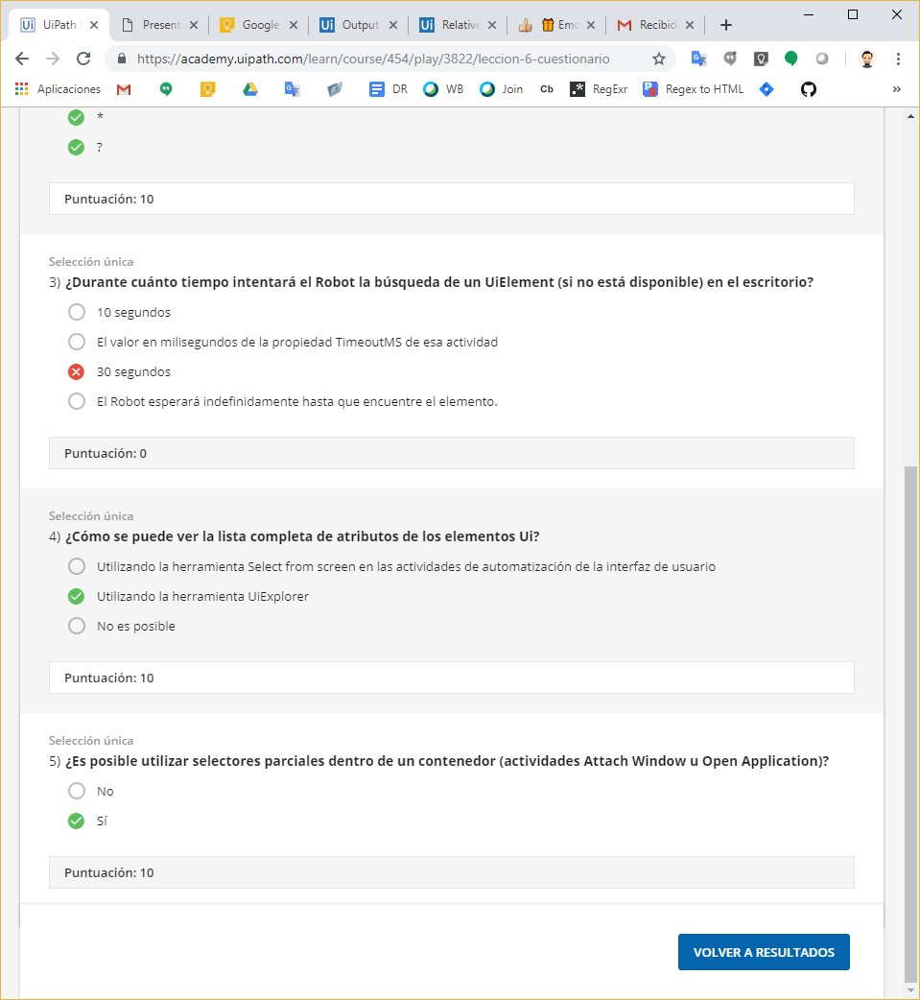 UiPath
Present
Google
Output
Relative
Emo
Recibid
https://academy.uipath.com/learn/course/454/play/3822/leccion-6-cuestionario
Aplicaciones DR WB Join Cb RegExr Regex to HTML »
*
?
Puntuación: 10
Selección única
3) ¿Durante cuánto tiempo intentará el Robot la búsqueda de un UiElement (si no está disponible) en el escritorio?
10 segundos
El valor en milisegundos de la propiedad TimeoutMS de esa actividad
30 segundos
El Robot esperará indefinidamente hasta que encuentre el elemento.
Puntuación: 0
Selección única
4) ¿Cómo se puede ver la lista completa de atributos de los elementos Ui?
Utilizando la herramienta Select from screen en las actividades de automatización de la interfaz de usuario
Utilizando la herramienta UiExplorer
No es posible
Puntuación: 10
Selección única
5) ¿Es posible utilizar selectores parciales dentro de un contenedor (actividades Attach Window u Open Application)?
No
Sí
Puntuación: 10
VOLVER A RESULTADOS